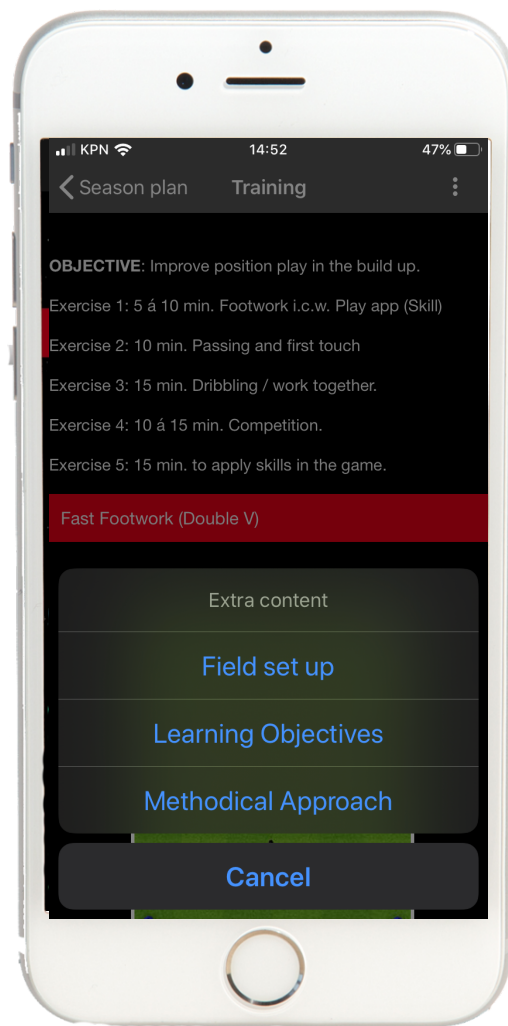 KPN 14:52 47%
Season plan Training
OBJECTIVE: Improve position play in the build up.
Exercise 1: 5 á 10 min. Footwork i.c.w. Play app (Skill)
Exercise 2: 10 min. Passing and first touch
Exercise 3: 15 min. Dribbling / work together.
Exercise 4: 10 á 15 min. Competition.
Exercise 5: 15 min. to apply skills in the game.
Fast Footwork (Double V)
Extra content
Field set up
Learning Objectives
Methodical Approach
Cancel